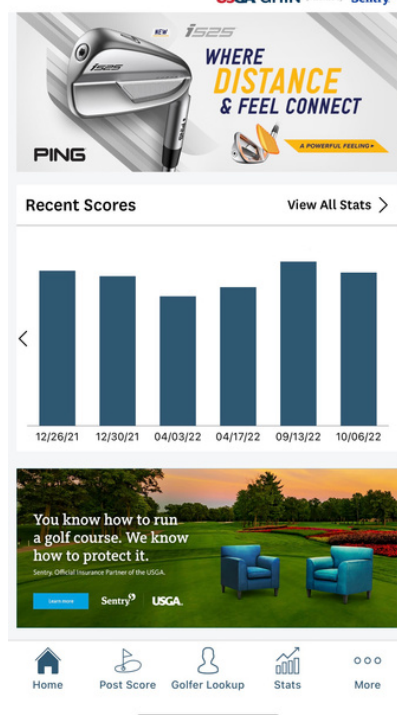 USGA GHIN Sentry
NEW i525
WHERE
DISTANCE
& FEEL CONNECT
A POWERFUL FEELING
PING
Recent Scores
View All Stats
12/26/21 12/30/21 04/03/22 04/17/22 09/13/22 10/06/22
You know how to run
a golf course. We know
how to protect it.
Sentry. Official Insurance Partner of the USGA.
Learn more Sentry USGA.
Home Post Score Golfer Lookup Stats More